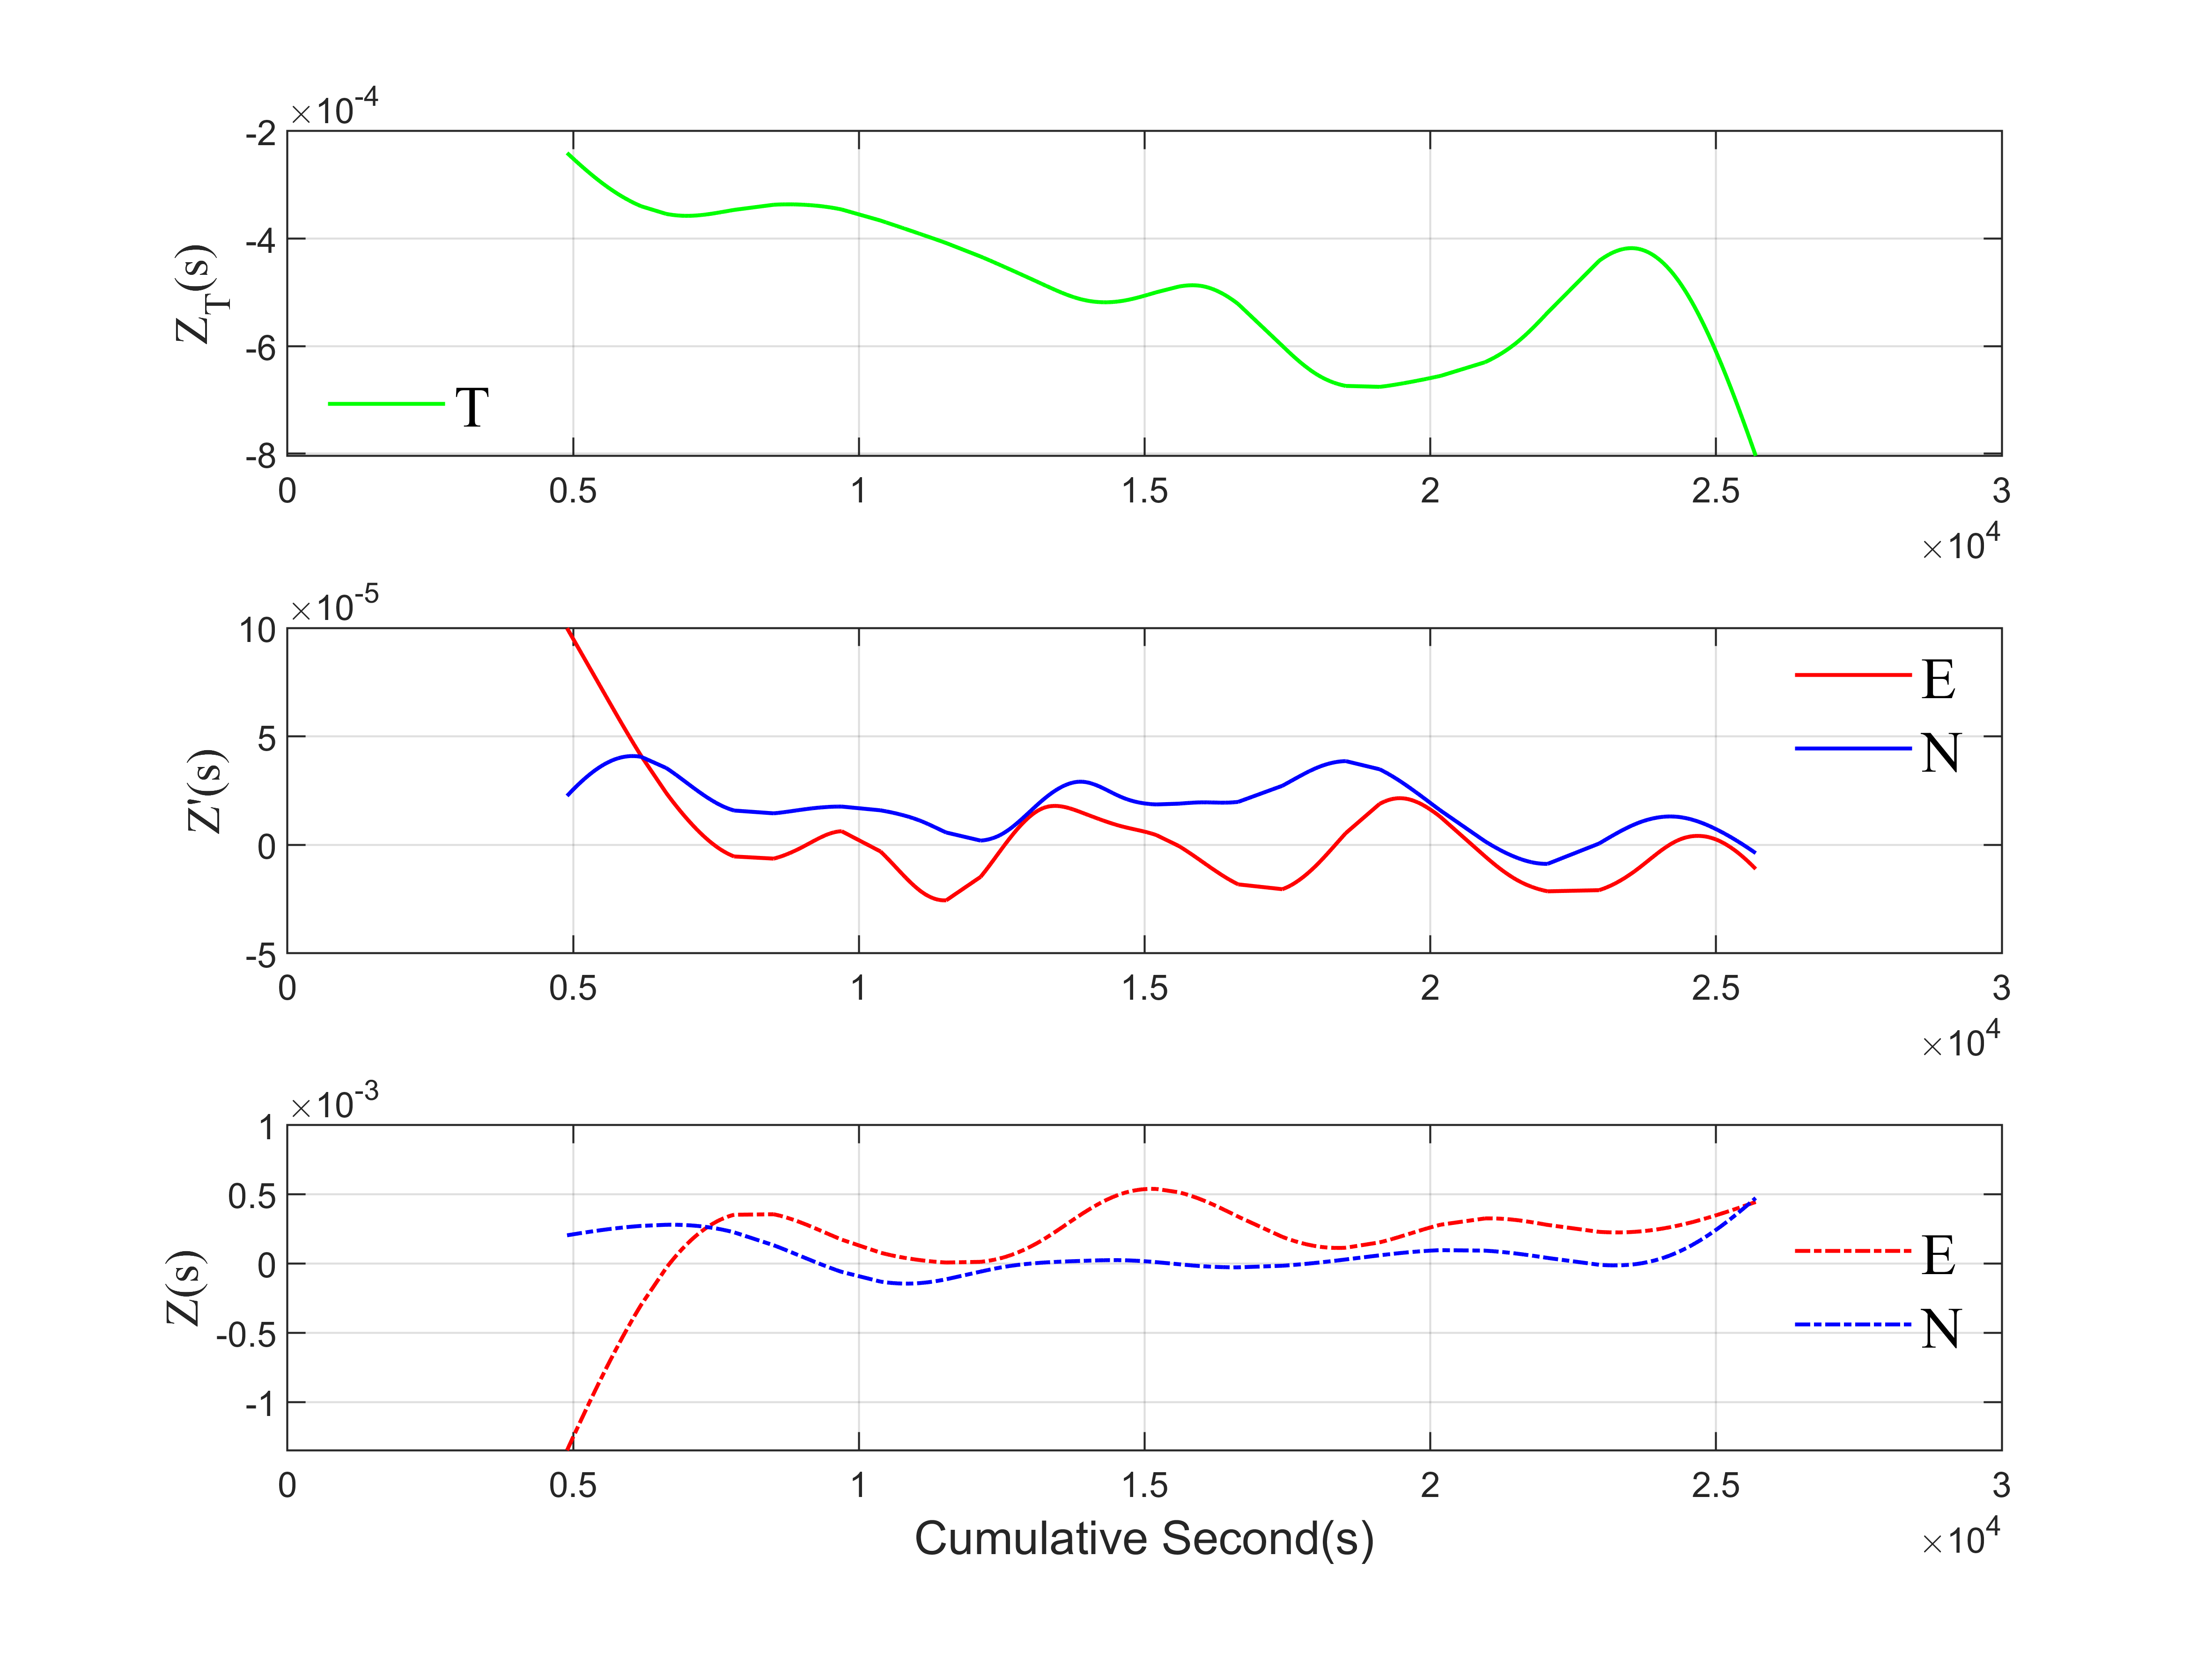 ×10-4
-2
-4
-6
-8
Z_T(s)
T
0 0.5 1 1.5 2 2.5 3
×10^4
×10-5
10
5
0
-5
Z'(s)
E
N
0 0.5 1 1.5 2 2.5 3
×10^4
×10-3
1
0.5
0
-0.5
-1
Z(s)
E
N
0 0.5 1 1.5 2 2.5 3
Cumulative Second(s)
×10^4